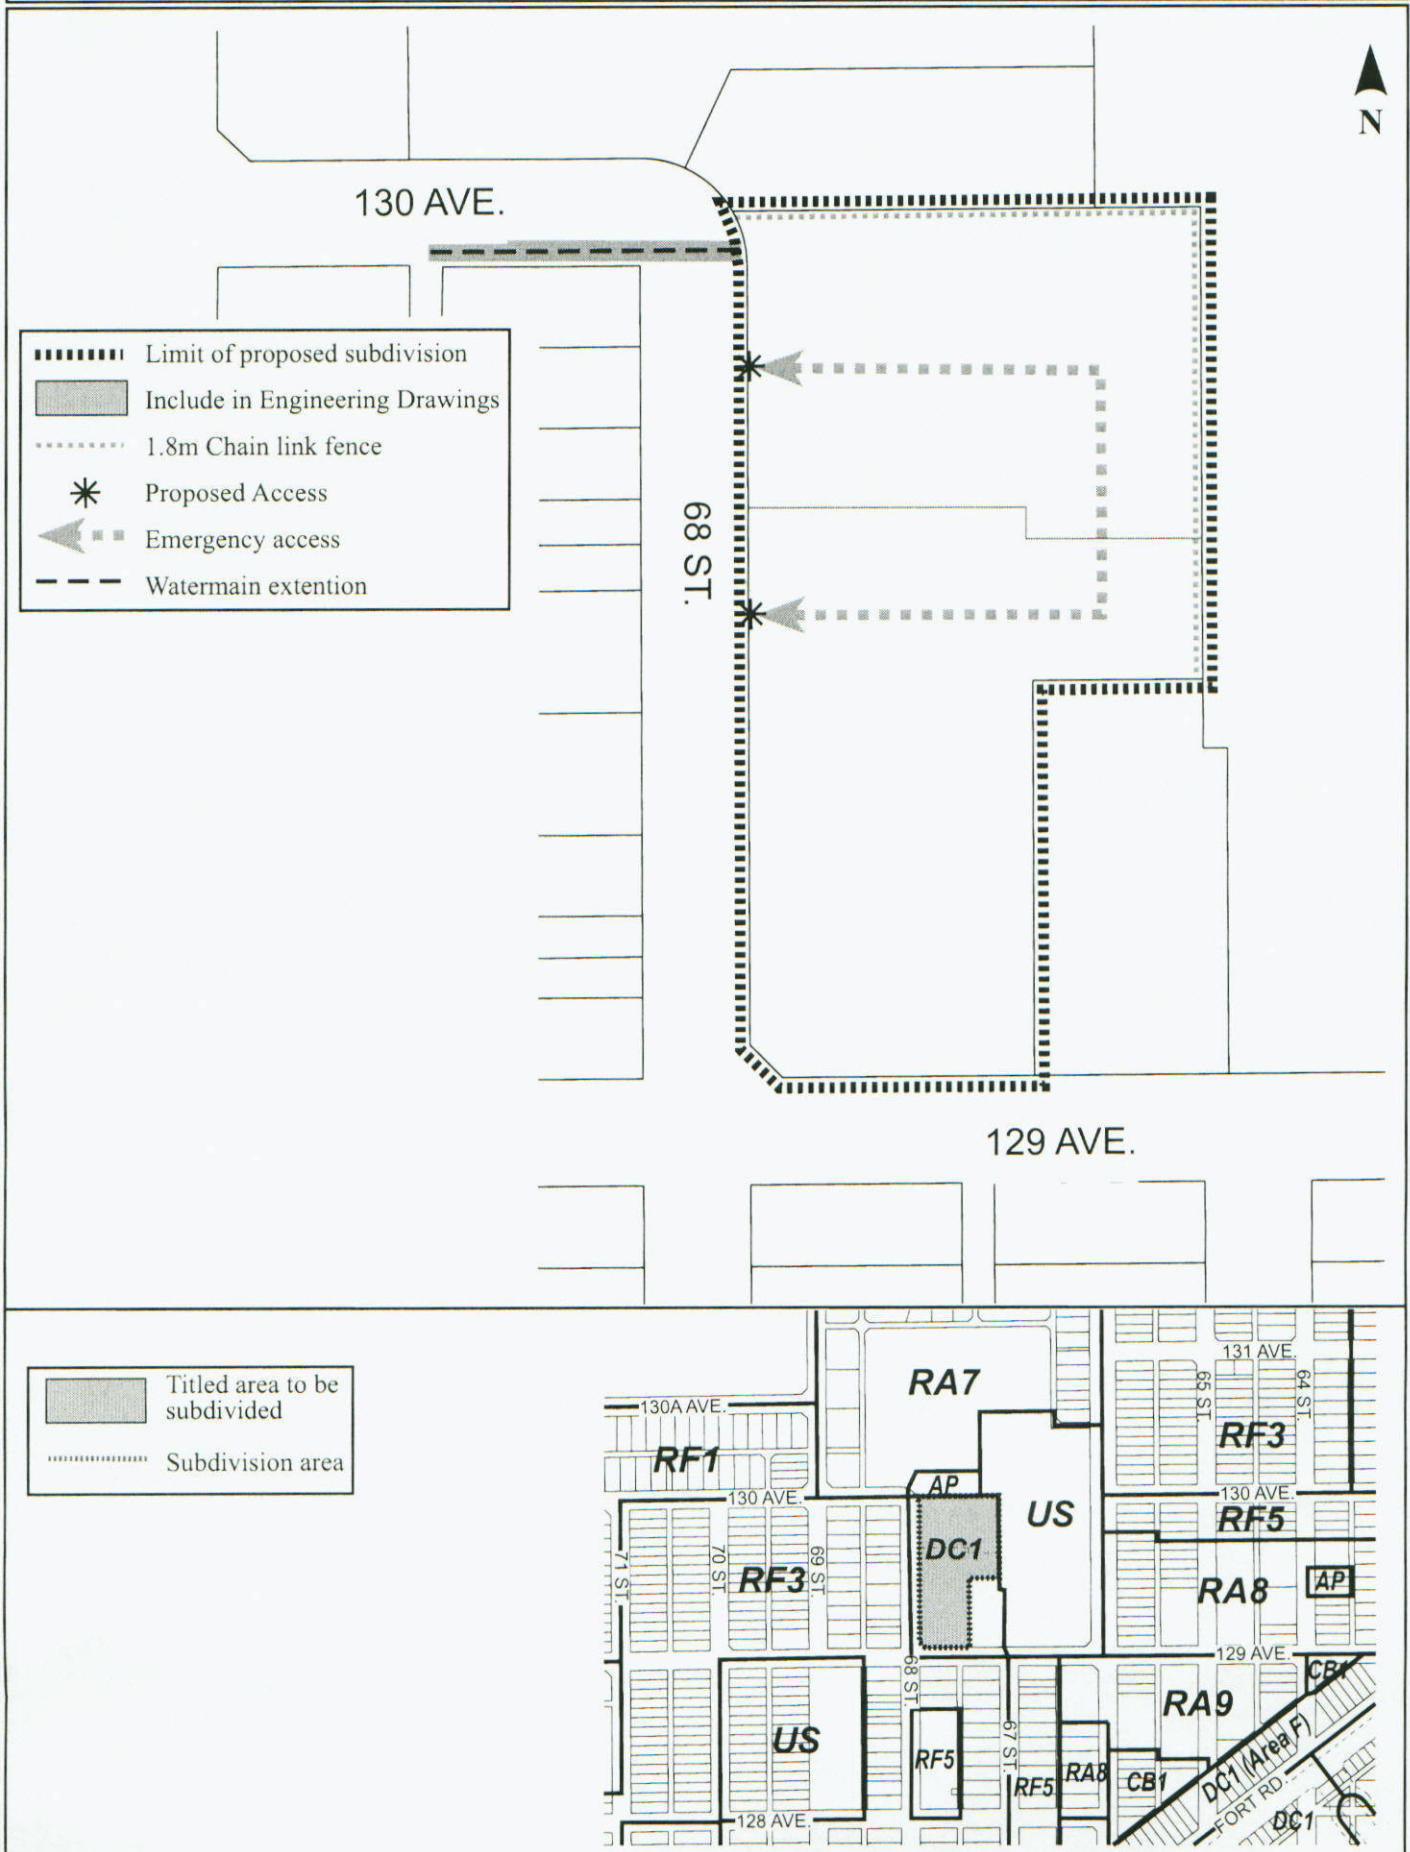 N
130 AVE.
Limit of proposed subdivision
Include in Engineering Drawings
1.8m Chain link fence
Proposed Access
Emergency access
Watermain extention
68 ST.
129 AVE.
Titled area to be
subdivided
Subdivision area
RA7
131 AVE.
130A AVE.
65 ST.
64 ST.
RF3
RF1
AP
130 AVE.
130 AVE.
US
RF5
DC1
71 ST.
70 ST.
RF3
69 ST.
RA8
AP
129 AVE.
68 ST.
CB1
RA9
US
67 ST.
RF5
RF5
RA8
CB1
DC1 (Area F)
FORT RD.
DC1
128 AVE.